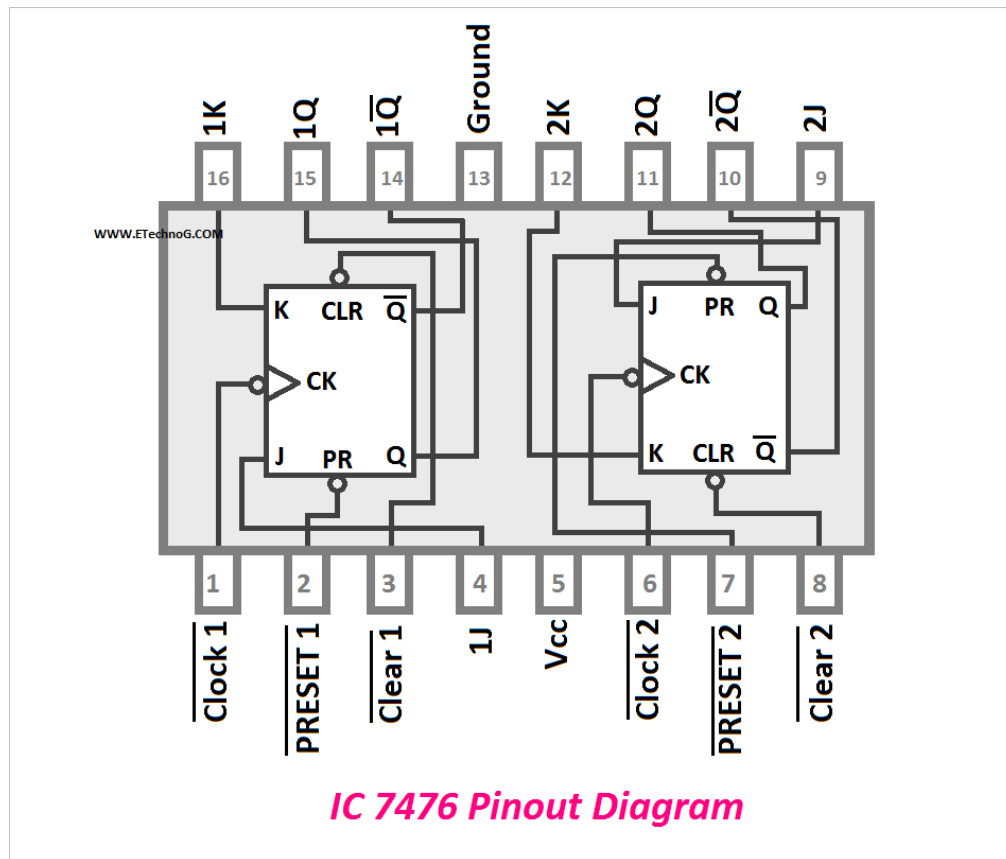 1K
1Q
1Q̅
Ground
2K
2Q
2Q̅
2J
16
15
14
13
12
11
10
9
WWW.ETechnoG.COM
K
CLR
Q̅
J
PR
Q
CK
CK
J
PR
Q
K
CLR
Q̅
1
2
3
4
5
6
7
8
Clock 1
PRESET 1
Clear 1
1J
Vcc
Clock 2
PRESET 2
Clear 2
IC 7476 Pinout Diagram